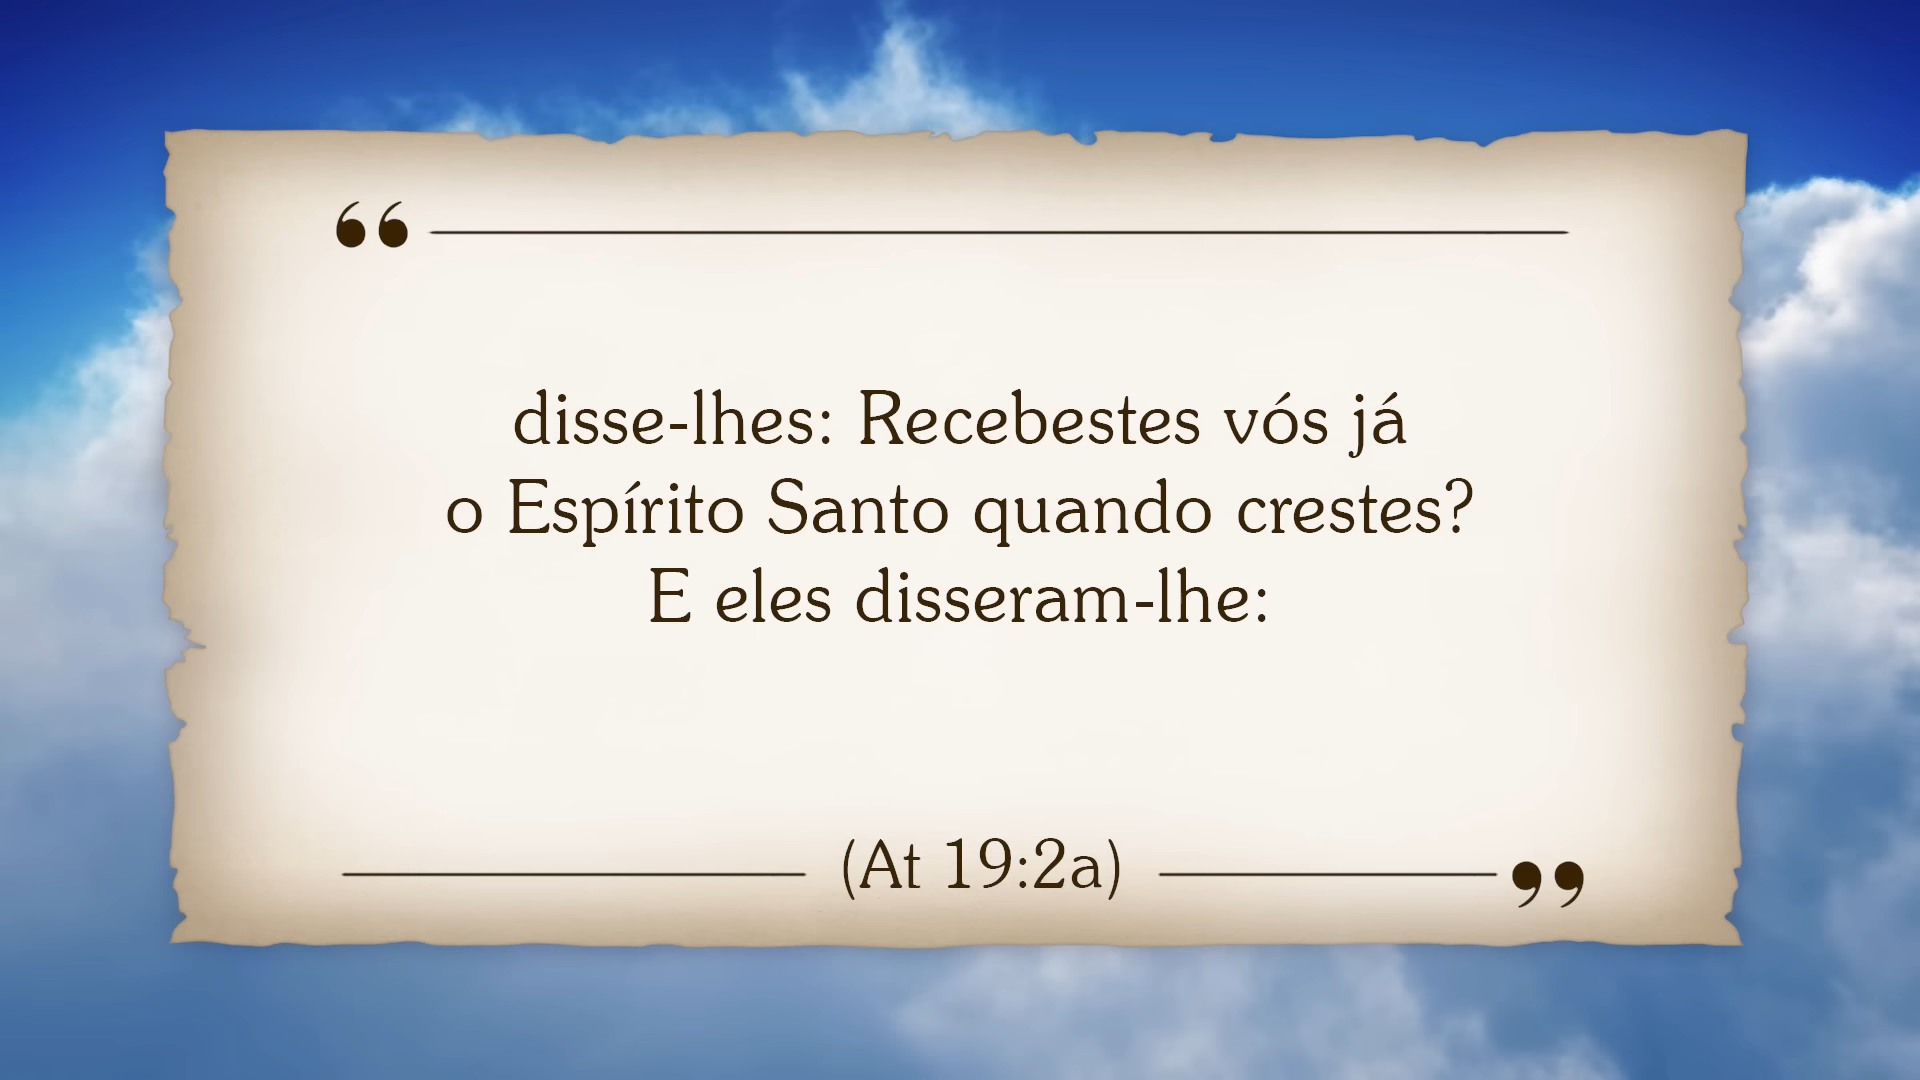 “
disse-lhes: Recebestes vós já
o Espírito Santo quando crestes?
E eles disseram-lhe:
(At 19:2a) ”